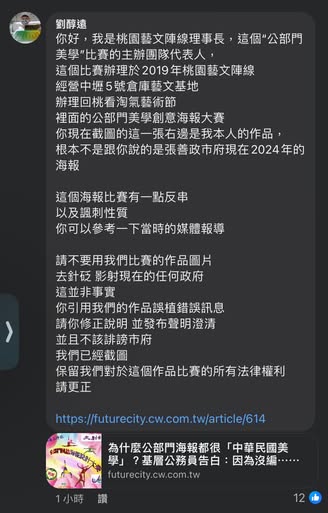 劉醇遠
你好，我是桃園藝文陣線理事長，這個“公部門
美學”比賽的主辦團隊代表人，
這個比賽辦理於2019年桃園藝文陣線
經營中壢5號倉庫藝文基地
辦理回桃看淘氣藝術節
裡面的公部門美學創意海報大賽
你現在截圖的這一張右邊是我本人的作品，
根本不是跟你說的是張善政市府現在2024年的
海報
這個海報比賽有一點反串
以及諷刺性質
你可以參考一下當時的媒體報導
請不要用我們比賽的作品圖片
去針砭 影射現在的任何政府
這並非事實
你引用我們的作品誤植錯誤訊息
請你修正說明 並發布聲明澄清
並且不該誹謗市府
我們已經截圖
保留我們對於這個作品比賽的所有法律權利
請更正
https://futurecity.cw.com.tw/article/614
為什麼公部門海報都很「中華民國美
學」？基層公務員告白：因為沒編⋯⋯
futurecity.cw.com.tw
1小時 讚 12